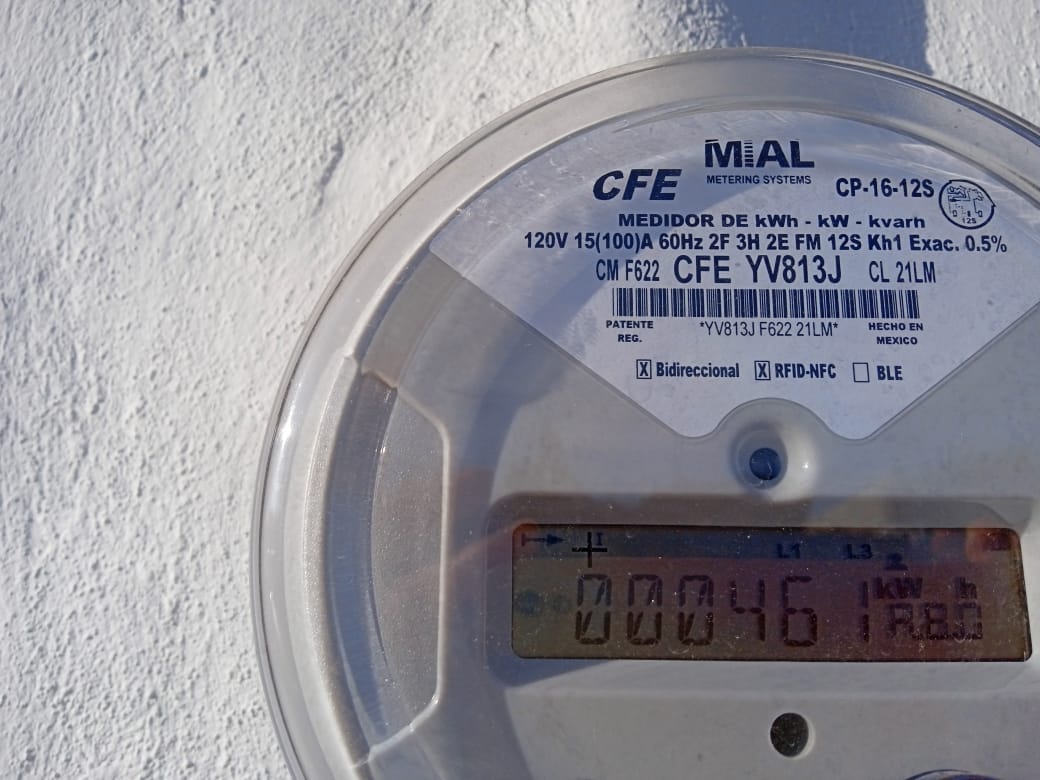 MIAL
METERING SYSTEMS
CFE
CP-16-12S
12S
MEDIDOR DE kWh - kW - kvarh
120V 15(100)A 60Hz 2F 3H 2E FM 12S Kh1 Exac. 0.5%
CM F622 CFE YV813J CL 21LM
PATENTE REG.
*YV813J F622 21LM*
HECHO EN MEXICO
X Bidireccional X RFID-NFC BLE
L1 L3
kW h
000461